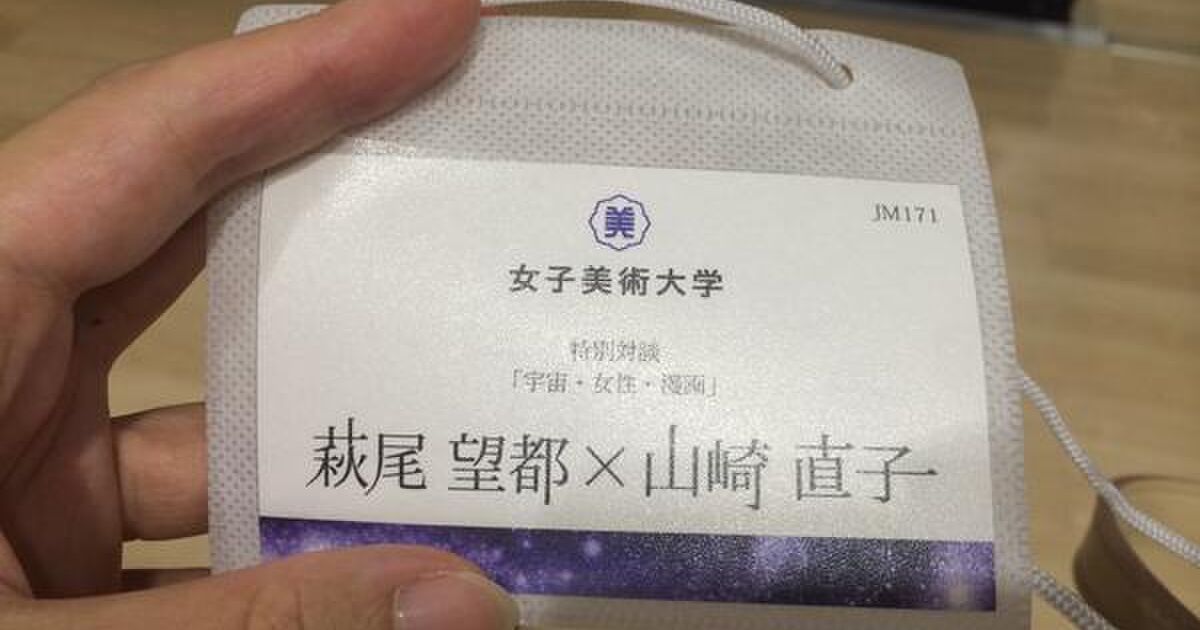 美
JM171
女子美術大学
特別対談
「宇宙・女性・漫画」
萩尾 望都×山崎 直子